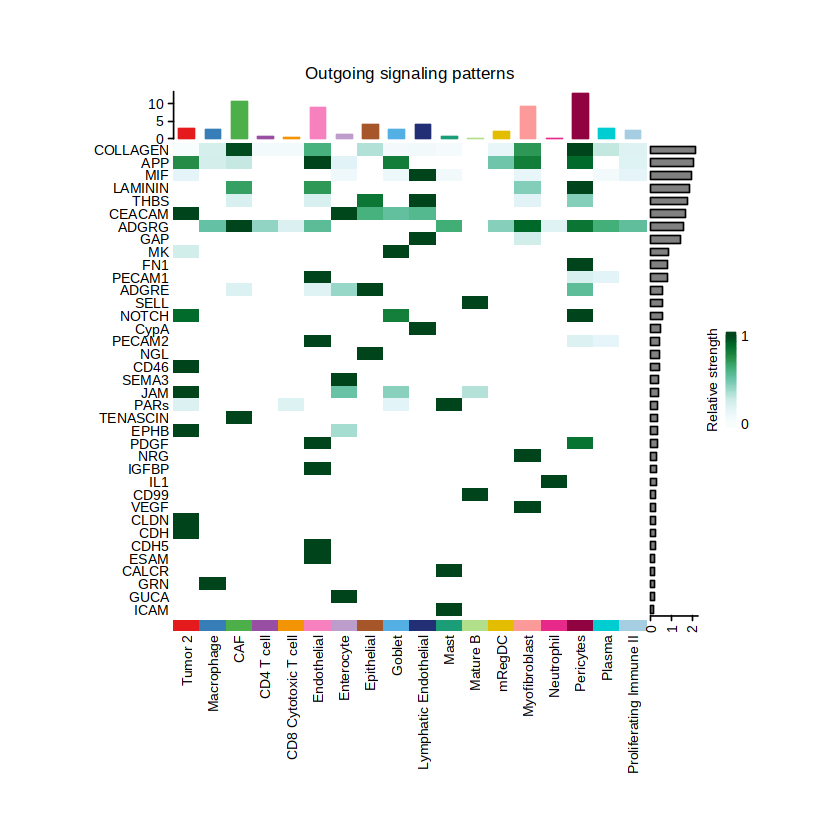 Outgoing signaling patterns
10
5
0
COLLAGEN
APP
MIF
LAMININ
THBS
CEACAM
ADGRG
GAP
MK
FN1
PECAM1
ADGRE
SELL
NOTCH
CypA
PECAM2
NGL
CD46
SEMA3
JAM
PARs
TENASCIN
EPHB
PDGF
NRG
IGFBP
IL1
CD99
VEGF
CLDN
CDH
CDH5
ESAM
CALCR
GRN
GUCA
ICAM
Tumor 2
Macrophage
CAF
CD4 T cell
CD8 Cytotoxic T cell
Endothelial
Enterocyte
Epithelial
Goblet
Lymphatic Endothelial
Mast
Mature B
mRegDC
Myofibroblast
Neutrophil
Pericytes
Plasma
Proliferating Immune II
0
1
2
Relative strength
1
0